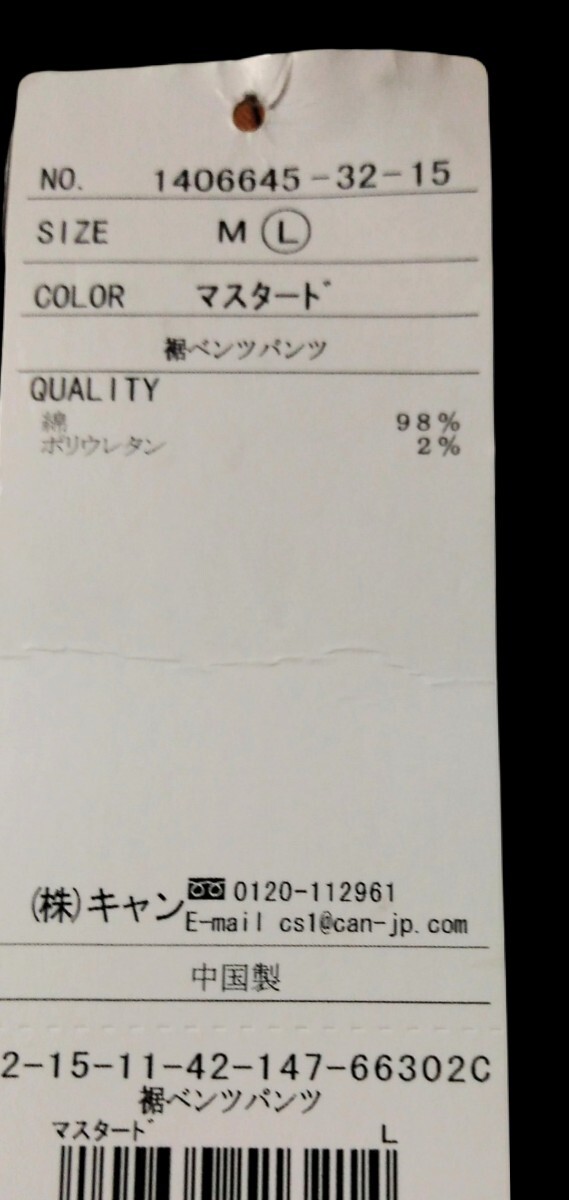 NO. 1406645-32-15
SIZE M Ⓛ
COLOR マスタード
裾ベンツパンツ
QUALITY
綿 98%
ポリウレタン 2%
(株)キャン 0120-112961
E-mail cs1@can-jp.com
中国製
2-15-11-42-147-66302C
裾ベンツパンツ
マスタード L